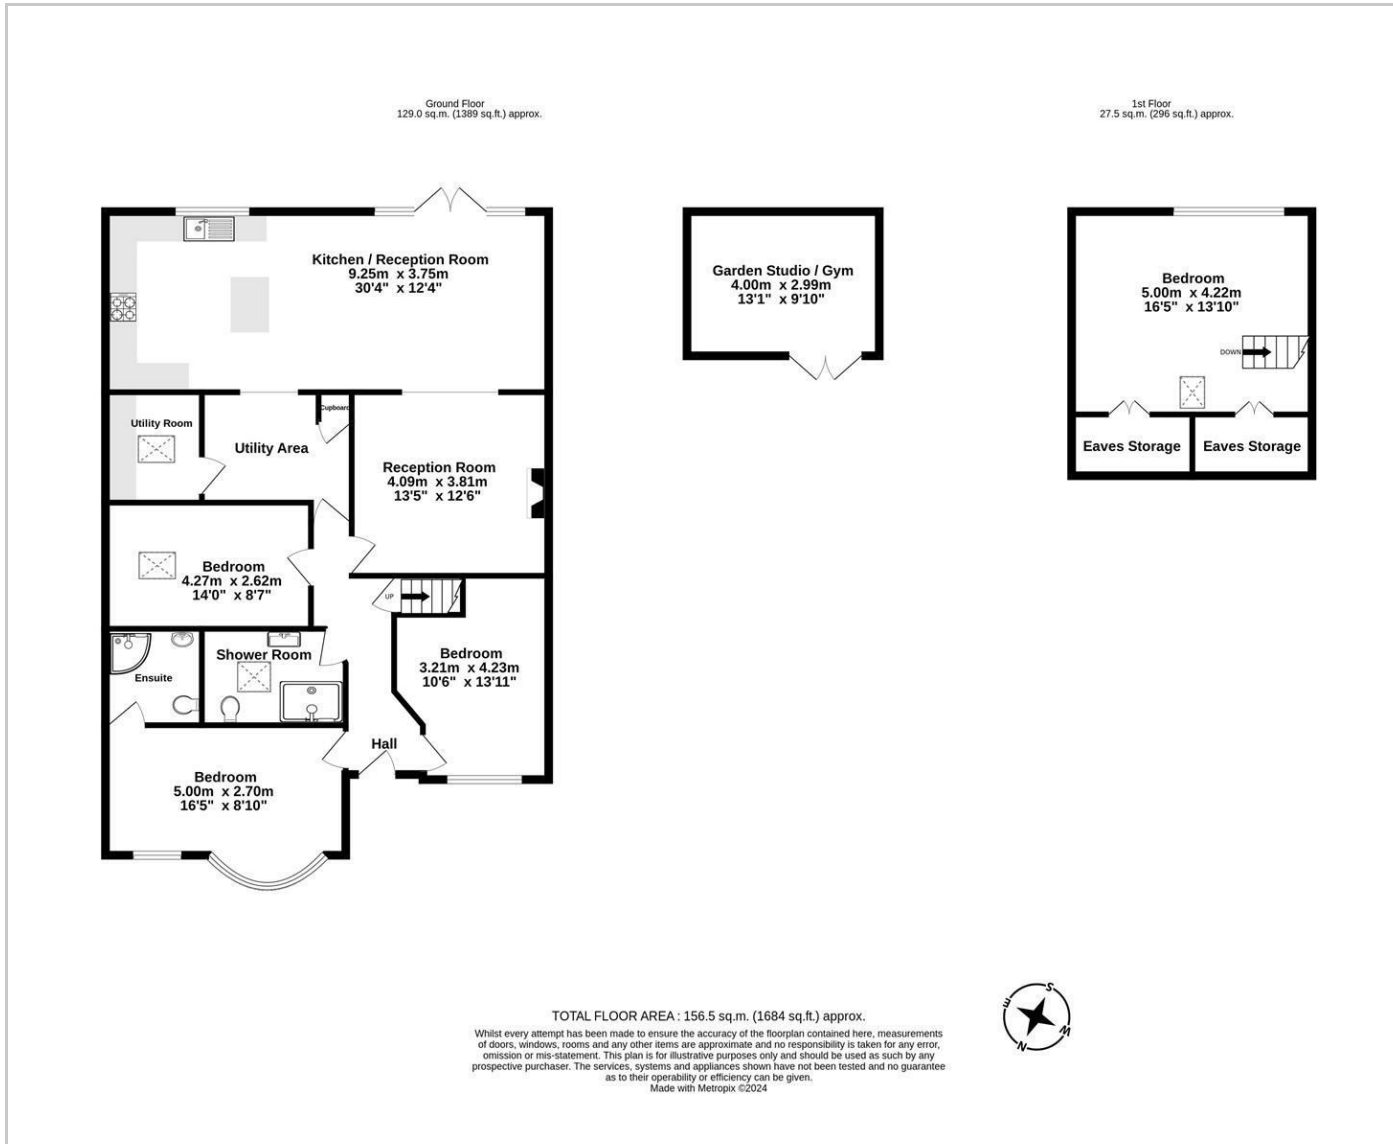 Ground Floor
129.0 sq.m. (1389 sq.ft.) approx.
1st Floor
27.5 sq.m. (296 sq.ft.) approx.
Kitchen / Reception Room
9.25m x 3.75m
30'4" x 12'4"
Garden Studio / Gym
4.00m x 2.99m
13'1" x 9'10"
Bedroom
5.00m x 4.22m
16'5" x 13'10"
DOWN
Eaves Storage
Eaves Storage
Cupboard
Utility Room
Utility Area
Reception Room
4.09m x 3.81m
13'5" x 12'6"
Bedroom
4.27m x 2.62m
14'0" x 8'7"
UP
Bedroom
3.21m x 4.23m
10'6" x 13'11"
Shower Room
Ensuite
Hall
Bedroom
5.00m x 2.70m
16'5" x 8'10"
S
E
W
N
TOTAL FLOOR AREA : 156.5 sq.m. (1684 sq.ft.) approx.
Whilst every attempt has been made to ensure the accuracy of the floorplan contained here, measurements
of doors, windows, rooms and any other items are approximate and no responsibility is taken for any error,
omission or mis-statement. This plan is for illustrative purposes only and should be used as such by any
prospective purchaser. The services, systems and appliances shown have not been tested and no guarantee
as to their operability or efficiency can be given.
Made with Metropix ©2024